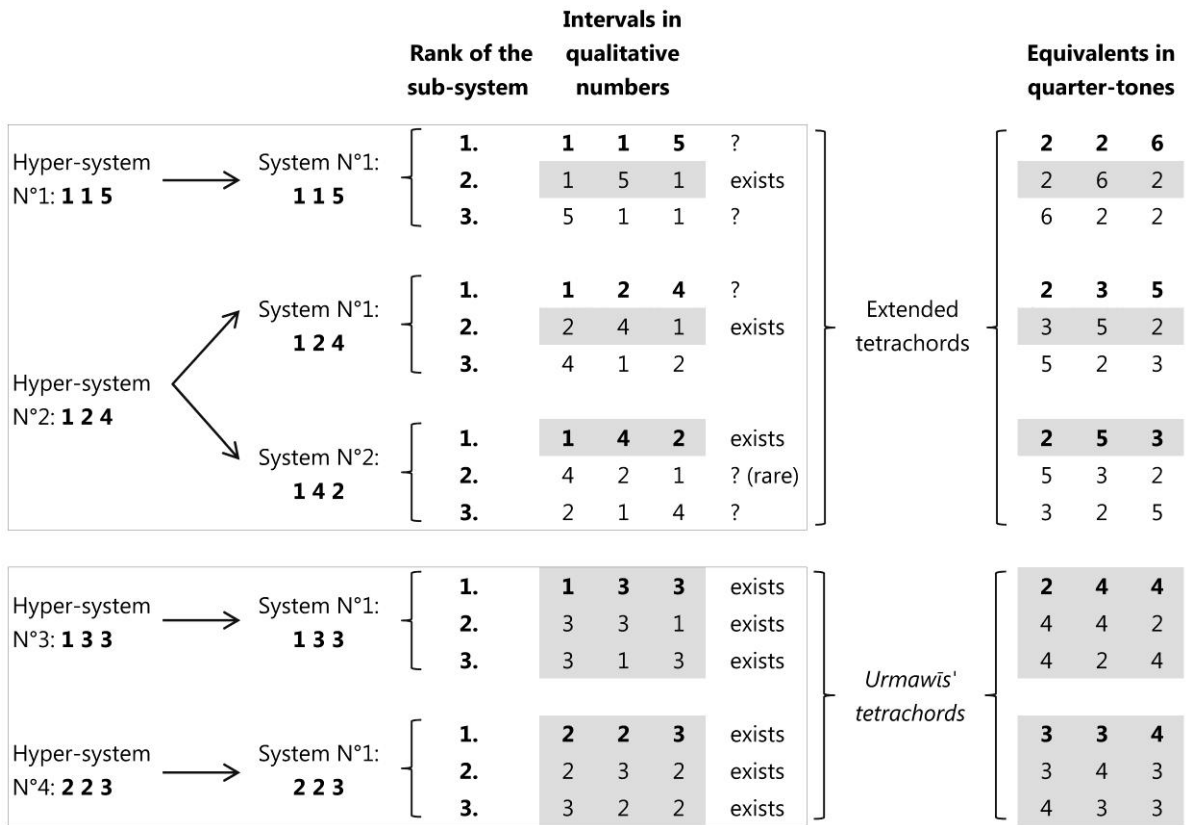 Intervals in
Rank of the qualitative Equivalents in
sub-system numbers quarter-tones
1. 1 1 5 ? 2 2 6
Hyper-system System N°1:
2. 1 5 1 exists 2 6 2
N°1: 1 1 5 1 1 5
3. 5 1 1 ? 6 2 2
1. 1 2 4 ? 2 3 5
System N°1:
2. 2 4 1 exists Extended 3 5 2
1 2 4 tetrachords
3. 4 1 2 5 2 3
Hyper-system
N°2: 1 2 4
1. 1 4 2 exists 2 5 3
System N°2:
2. 4 2 1 ? (rare) 5 3 2
1 4 2
3. 2 1 4 ? 3 2 5
1. 1 3 3 exists 2 4 4
Hyper-system System N°1:
2. 3 3 1 exists 4 4 2
N°3: 1 3 3 1 3 3
3. 3 1 3 exists 4 2 4
Urmawīs'
tetrachords
1. 2 2 3 exists 3 3 4
Hyper-system System N°1:
2. 2 3 2 exists 3 4 3
N°4: 2 2 3 2 2 3
3. 3 2 2 exists 4 3 3